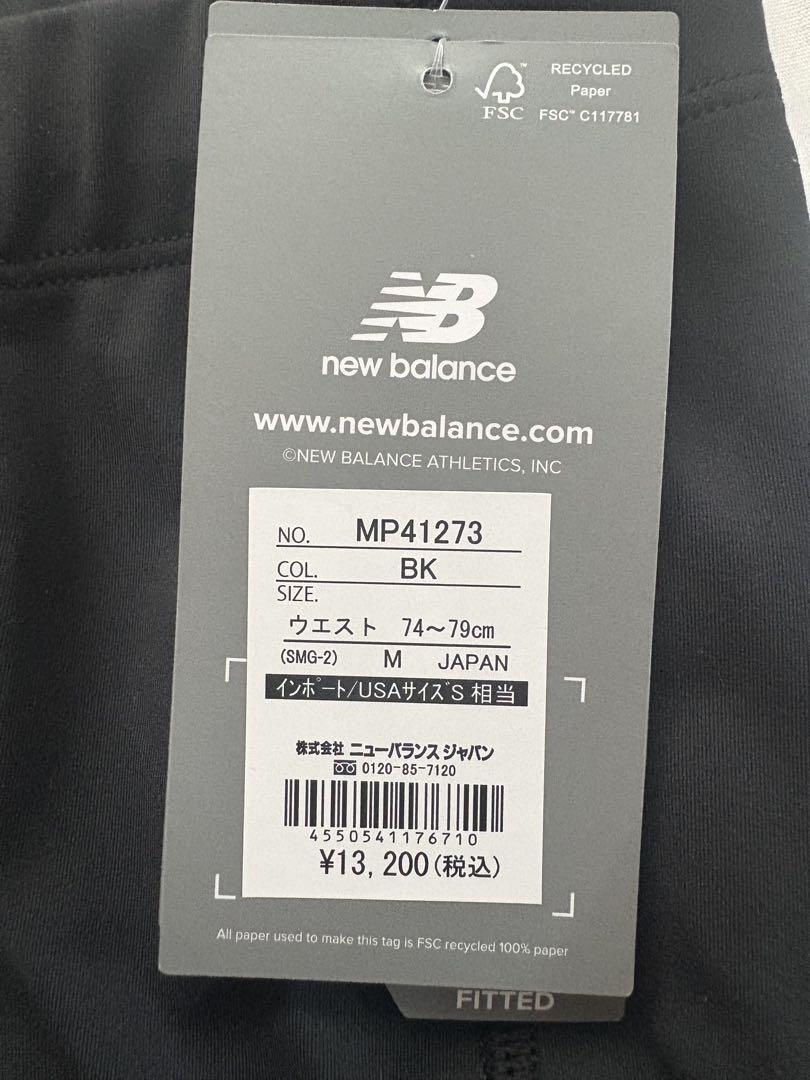 RECYCLED
Paper
FSC™ C117781
FSC™
NB
new balance
www.newbalance.com
©NEW BALANCE ATHLETICS, INC
NO. MP41273
COL. BK
SIZE.
ウエスト 74〜79cm
(SMG-2) M JAPAN
インポート/USAサイズS 相当
株式会社 ニューバランス ジャパン
0120-85-7120
4550541176710
¥13,200(税込)
All paper used to make this tag is FSC recycled 100% paper
FITTED